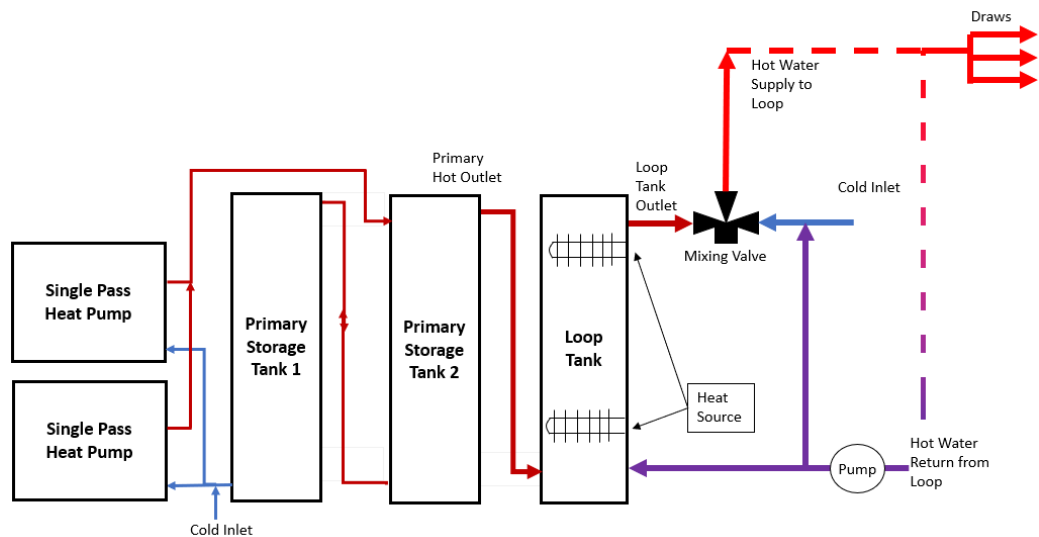 Draws
Hot Water
Supply to
Loop
Primary
Hot Outlet
Loop
Tank
Outlet
Cold Inlet
Mixing Valve
Single Pass
Heat Pump
Primary
Storage
Tank 1
Primary
Storage
Tank 2
Loop
Tank
Heat
Source
Single Pass
Heat Pump
Pump
Hot Water
Return from
Loop
Cold Inlet